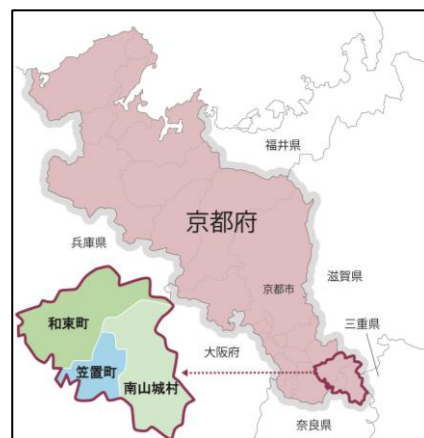 福井県
京都府
兵庫県
滋賀県
京都市
三重県
和束町
大阪府
笠置町
南山城村
奈良県